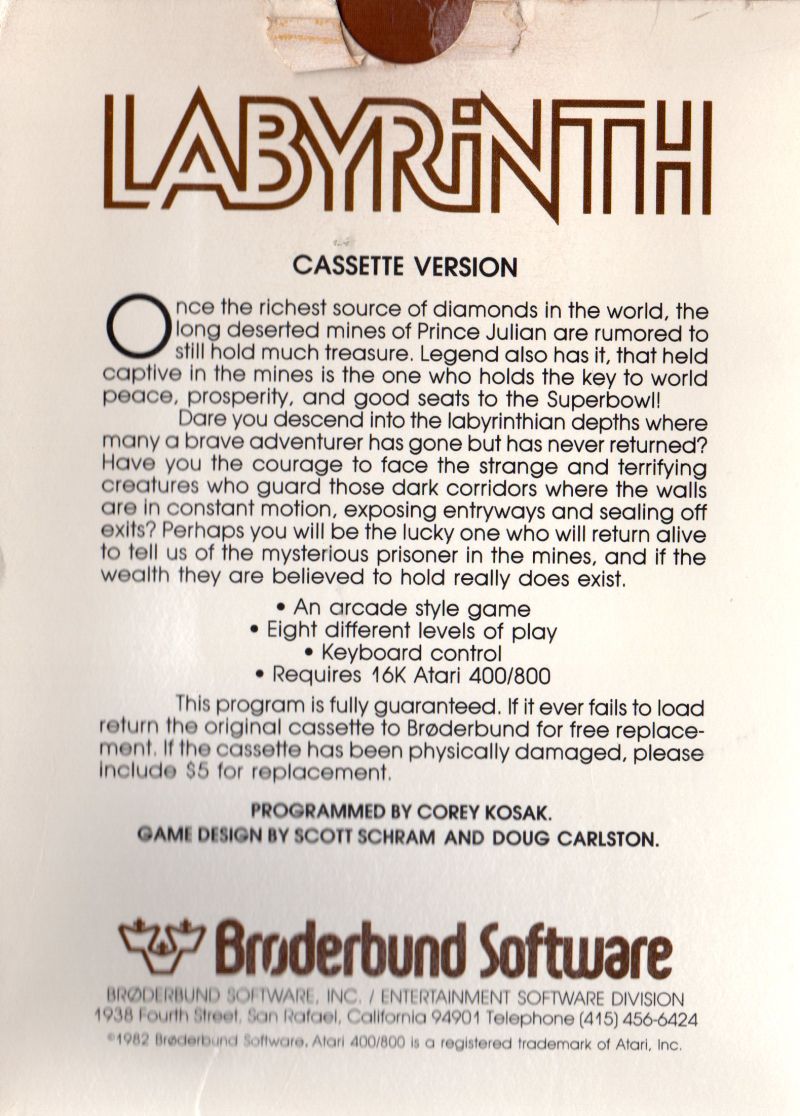 LABYRiNTH
CASSETTE VERSION
Once the richest source of diamonds in the world, the
long deserted mines of Prince Julian are rumored to
still hold much treasure. Legend also has it, that held
captive in the mines is the one who holds the key to world
peace, prosperity, and good seats to the Superbowl!
Dare you descend into the labyrinthian depths where
many a brave adventurer has gone but has never returned?
Have you the courage to face the strange and terrifying
creatures who guard those dark corridors where the walls
are in constant motion, exposing entryways and sealing off
exits? Perhaps you will be the lucky one who will return alive
to tell us of the mysterious prisoner in the mines, and if the
wealth they are believed to hold really does exist.
• An arcade style game
• Eight different levels of play
• Keyboard control
• Requires 16K Atari 400/800
This program is fully guaranteed. If it ever fails to load
return the original cassette to Brøderbund for free replace-
ment. If the cassette has been physically damaged, please
include $5 for replacement.
PROGRAMMED BY COREY KOSAK.
GAME DESIGN BY SCOTT SCHRAM AND DOUG CARLSTON.
Brøderbund Software
BRØDERBUND SOFTWARE, INC. / ENTERTAINMENT SOFTWARE DIVISION
1938 Fourth Street, San Rafael, California 94901 Telephone (415) 456-6424
©1982 Brøderbund Software. Atari 400/800 is a registered trademark of Atari, Inc.